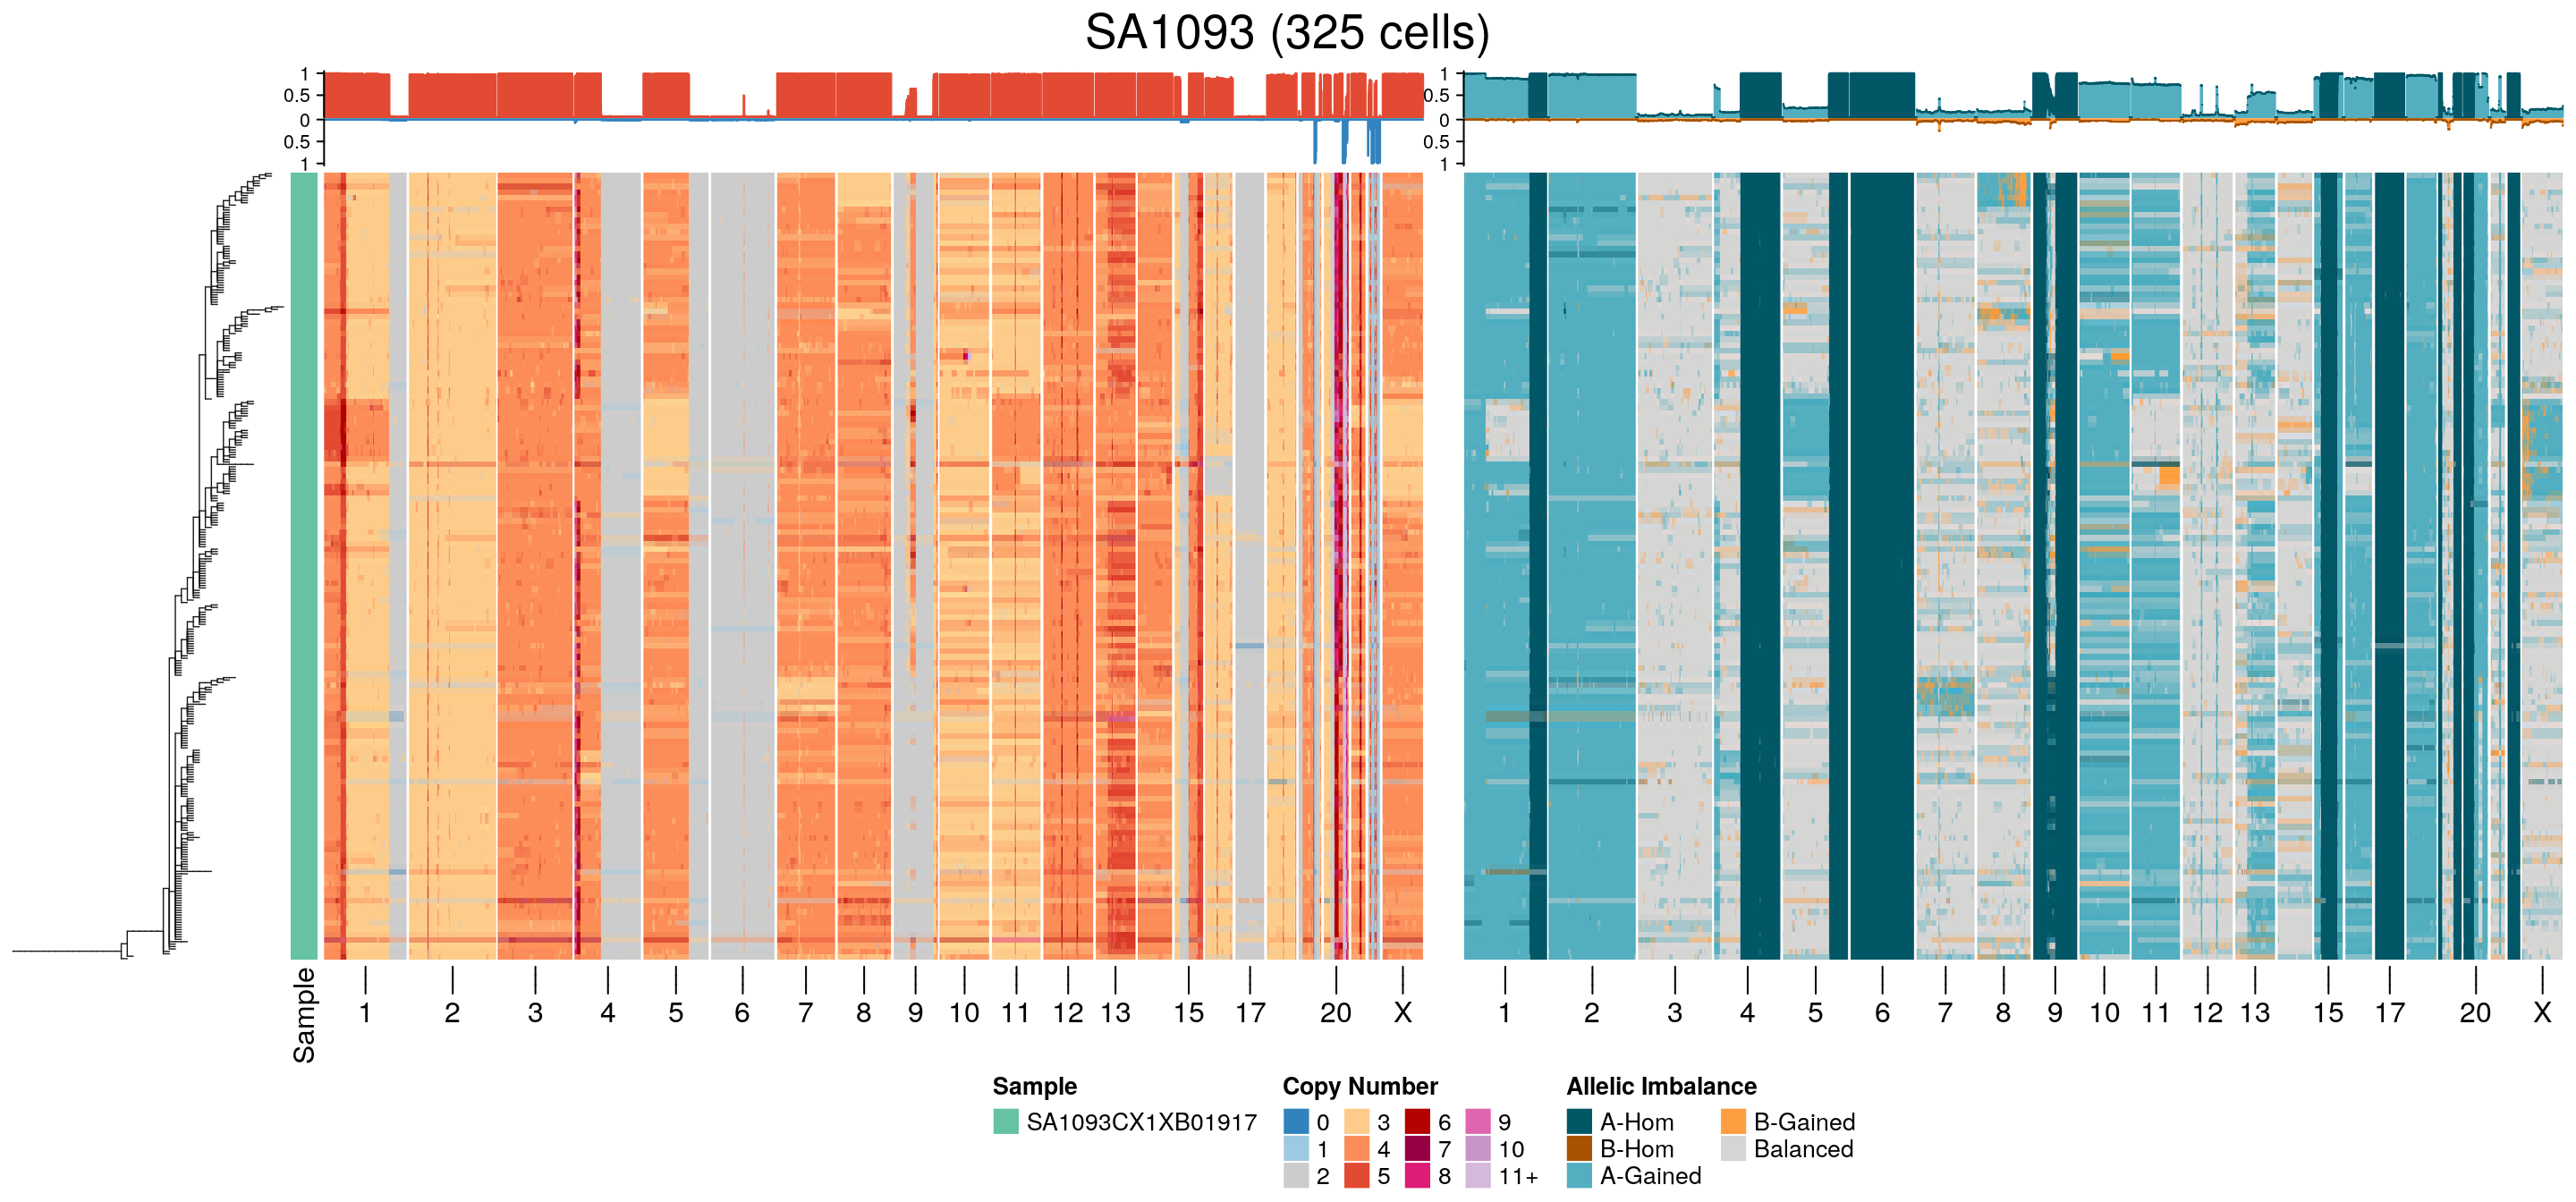 SA1093 (325 cells)
1
0.5
0
0.5
1
1
0.5
0
0.5
1
Sample
1 2 3 4 5 6 7 8 9 10 11 12 13 15 17 20 X
1 2 3 4 5 6 7 8 9 10 11 12 13 15 17 20 X
Sample
SA1093CX1XB01917
Copy Number
0 3 6 9
1 4 7 10
2 5 8 11+
Allelic Imbalance
A-Hom B-Gained
B-Hom Balanced
A-Gained